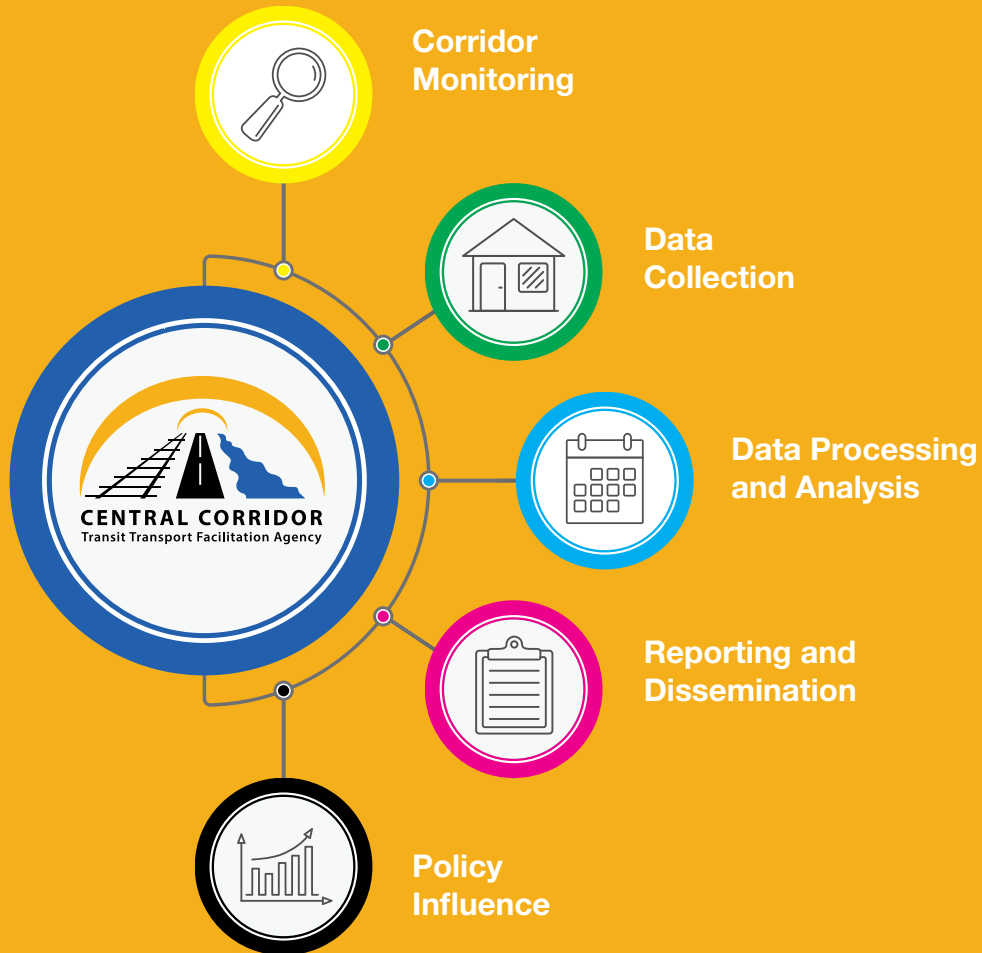 Corridor
Monitoring
Data
Collection
Data Processing
and Analysis
CENTRAL CORRIDOR
Transit Transport Facilitation Agency
Reporting and
Dissemination
Policy
Influence